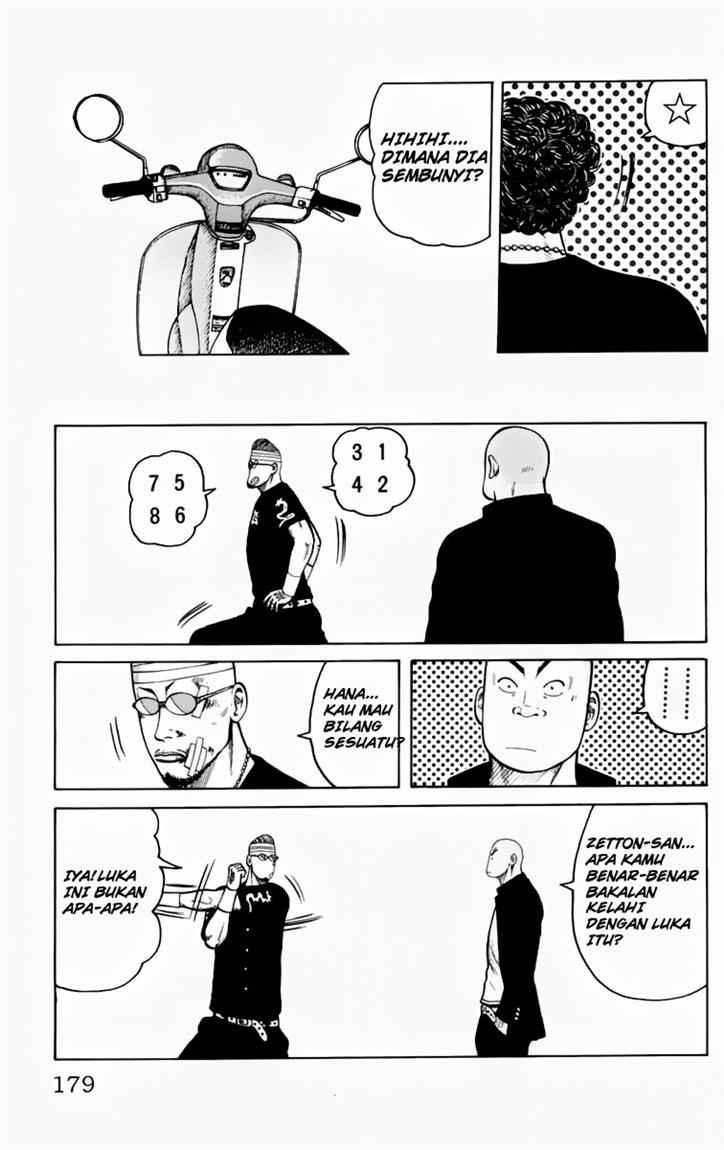 ☆
HIHIHI....
DIMANA DIA
SEMBUNYI?
3 1
4 2
7 5
8 6
HANA...
KAU MAU
BILANG
SESUATU?
ZETTON-SAN...
APA KAMU
BENAR-BENAR
BAKALAN
KELAHI
DENGAN LUKA
ITU?
IYA! LUKA
INI BUKAN
APA-APA!
179